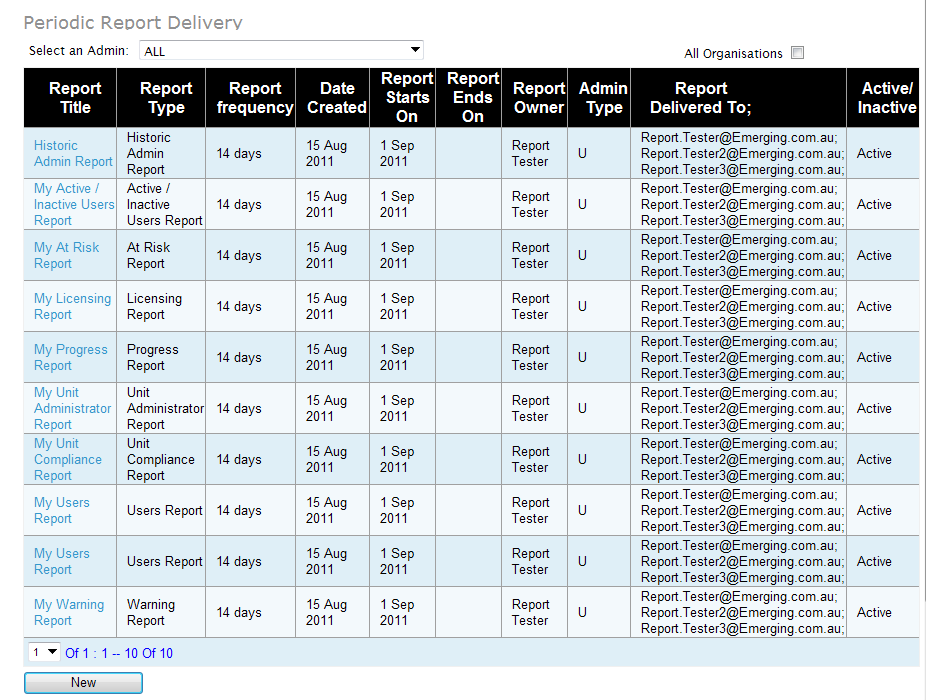 Periodic Report Delivery
Select an Admin: ALL
All Organisations
Report Title Report Type Report frequency Date Created Report Starts On Report Ends On Report Owner Admin Type Report Delivered To; Active/ Inactive
Historic Admin Report Historic Admin Report 14 days 15 Aug 2011 1 Sep 2011 Report Tester U Report.Tester@Emerging.com.au; Report.Tester2@Emerging.com.au; Report.Tester3@Emerging.com.au; Active
My Active / Inactive Users Report Active / Inactive Users Report 14 days 15 Aug 2011 1 Sep 2011 Report Tester U Report.Tester@Emerging.com.au; Report.Tester2@Emerging.com.au; Report.Tester3@Emerging.com.au; Active
My At Risk Report At Risk Report 14 days 15 Aug 2011 1 Sep 2011 Report Tester U Report.Tester@Emerging.com.au; Report.Tester2@Emerging.com.au; Report.Tester3@Emerging.com.au; Active
My Licensing Report Licensing Report 14 days 15 Aug 2011 1 Sep 2011 Report Tester U Report.Tester@Emerging.com.au; Report.Tester2@Emerging.com.au; Report.Tester3@Emerging.com.au; Active
My Progress Report Progress Report 14 days 15 Aug 2011 1 Sep 2011 Report Tester U Report.Tester@Emerging.com.au; Report.Tester2@Emerging.com.au; Report.Tester3@Emerging.com.au; Active
My Unit Administrator Report Unit Administrator Report 14 days 15 Aug 2011 1 Sep 2011 Report Tester U Report.Tester@Emerging.com.au; Report.Tester2@Emerging.com.au; Report.Tester3@Emerging.com.au; Active
My Unit Compliance Report Unit Compliance Report 14 days 15 Aug 2011 1 Sep 2011 Report Tester U Report.Tester@Emerging.com.au; Report.Tester2@Emerging.com.au; Report.Tester3@Emerging.com.au; Active
My Users Report Users Report 14 days 15 Aug 2011 1 Sep 2011 Report Tester U Report.Tester@Emerging.com.au; Report.Tester2@Emerging.com.au; Report.Tester3@Emerging.com.au; Active
My Users Report Users Report 14 days 15 Aug 2011 1 Sep 2011 Report Tester U Report.Tester@Emerging.com.au; Report.Tester2@Emerging.com.au; Report.Tester3@Emerging.com.au; Active
My Warning Report Warning Report 14 days 15 Aug 2011 1 Sep 2011 Report Tester U Report.Tester@Emerging.com.au; Report.Tester2@Emerging.com.au; Report.Tester3@Emerging.com.au; Active
1 Of 1 : 1 -- 10 Of 10
New